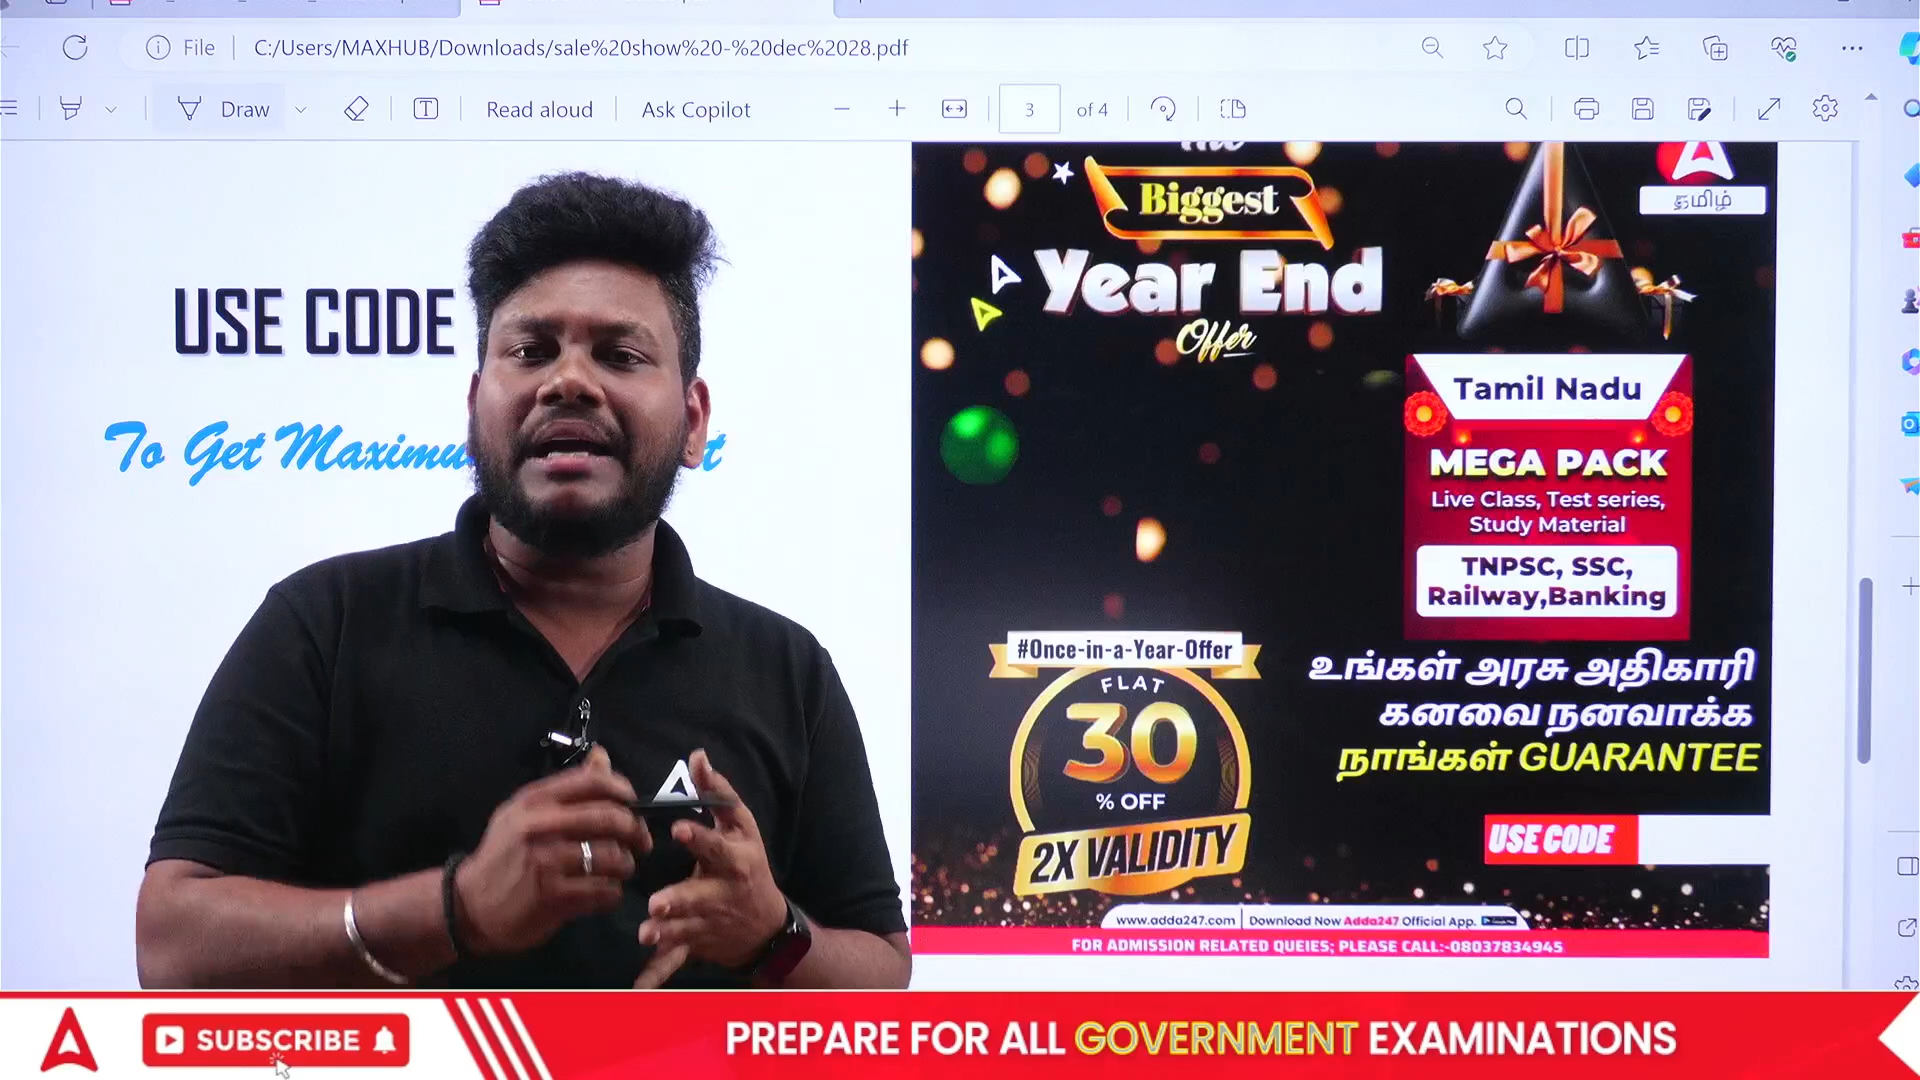 File
C:/Users/MAXHUB/Downloads/sale%20show%20-%20dec%2028.pdf
Draw
Read aloud
Ask Copilot
3
of 4
USE CODE
To Get
Biggest
Year End
Offer
தமிழ்
Tamil Nadu
MEGA PACK
Live Class, Test series,
Study Material
TNPSC, SSC,
Railway,Banking
#Once-in-a-Year-Offer
FLAT
30
% OFF
2X VALIDITY
உங்கள் அரசு அதிகாரி
கனவை நனவாக்க
நாங்கள் GUARANTEE
USE CODE
www.adda247.com
Download Now Adda247 Official App.
FOR ADMISSION RELATED QUEIES; PLEASE CALL:-08037834945
SUBSCRIBE
PREPARE FOR ALL GOVERNMENT EXAMINATIONS